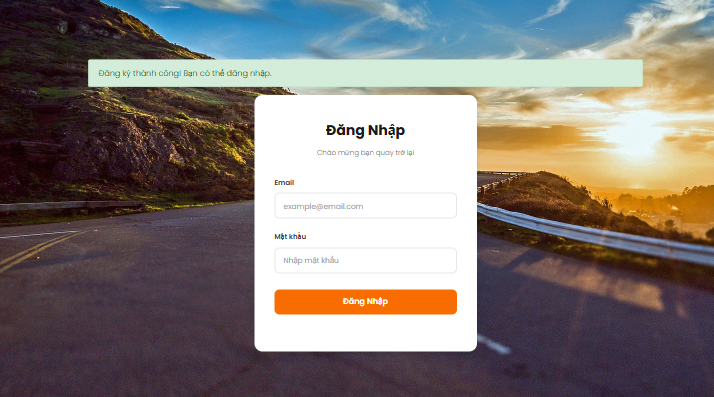 Đăng ký thành công! Bạn có thể đăng nhập.
Đăng Nhập
Chào mừng bạn quay trở lại
Email
example@email.com
Mật khẩu
Nhập mật khẩu
Đăng Nhập